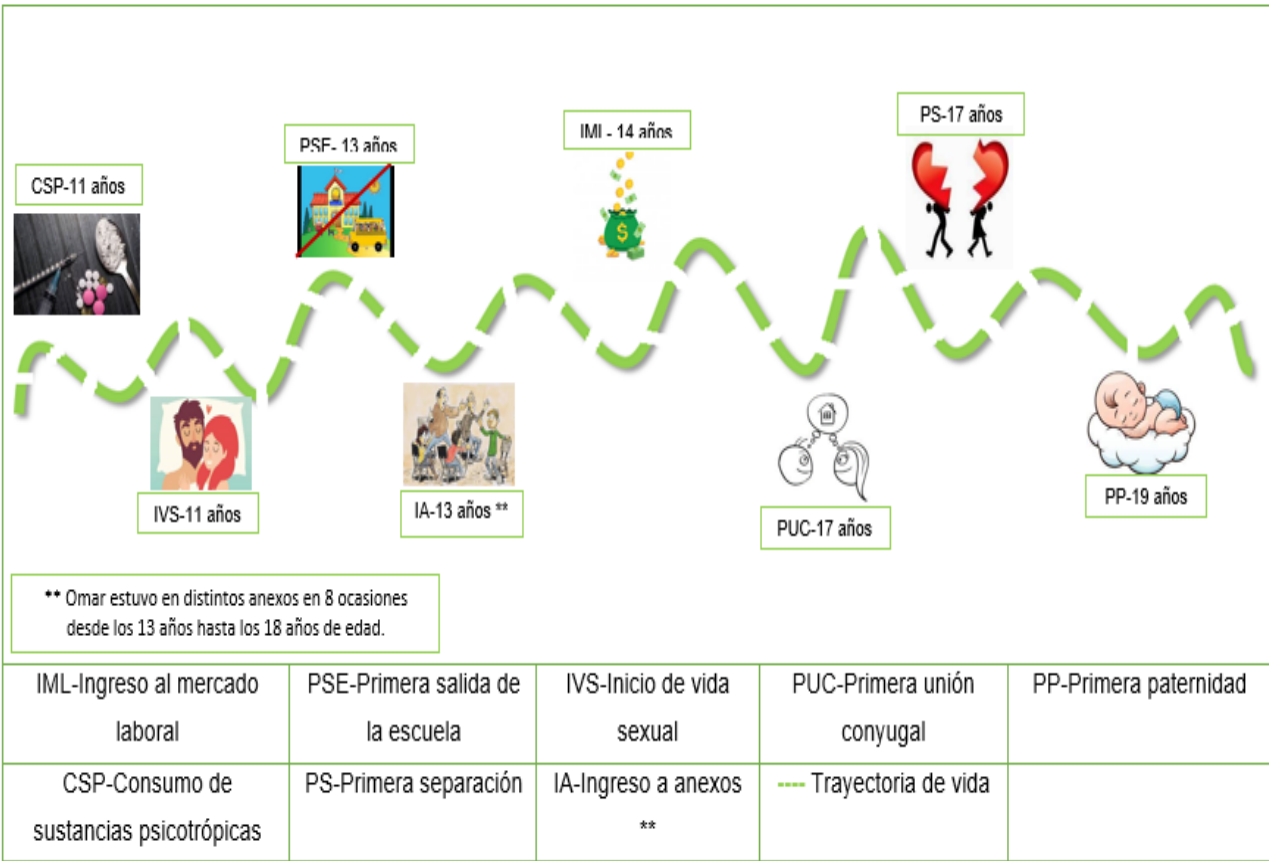 CSP-11 años
PSE- 13 años
IML - 14 años
PS-17 años
IVS-11 años
IA-13 años **
PUC-17 años
PP-19 años
** Omar estuvo en distintos anexos en 8 ocasiones
desde los 13 años hasta los 18 años de edad.
IML-Ingreso al mercado
laboral
PSE-Primera salida de
la escuela
IVS-Inicio de vida
sexual
PUC-Primera unión
conyugal
PP-Primera paternidad
CSP-Consumo de
sustancias psicotrópicas
PS-Primera separación
IA-Ingreso a anexos
**
---- Trayectoria de vida